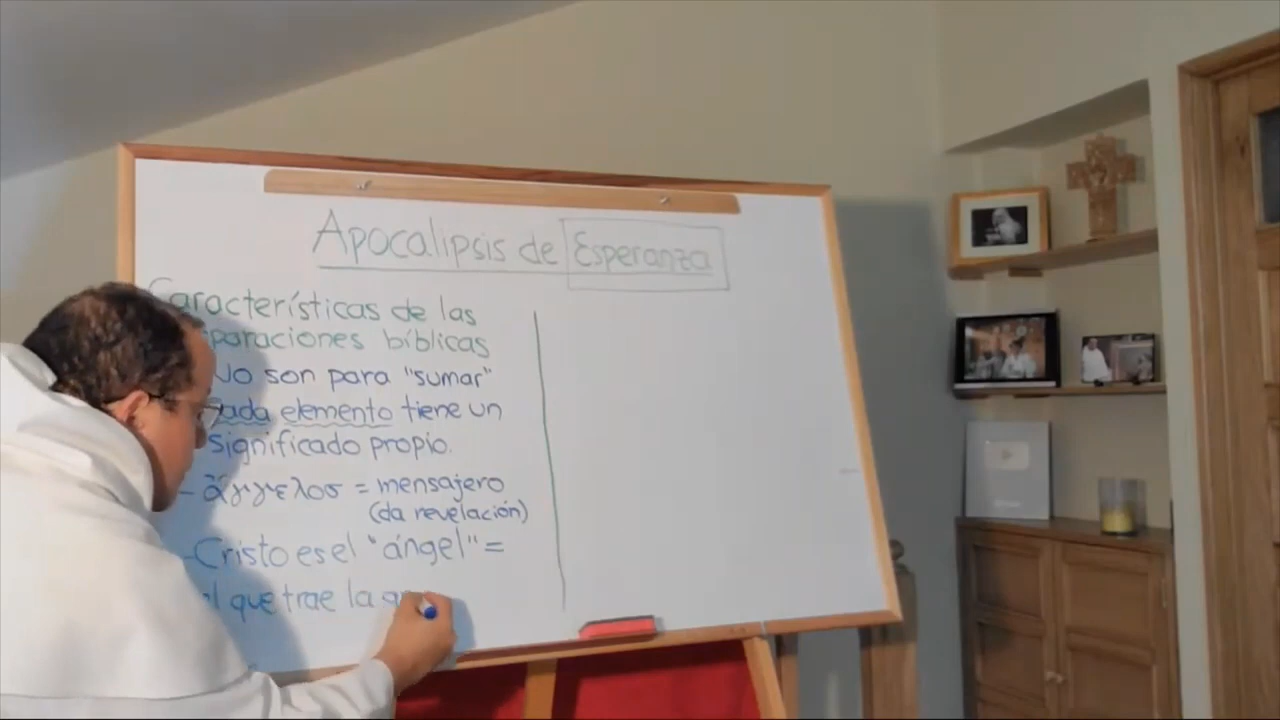 Apocalipsis de Esperanza
Características de las
paraciones bíblicas
No son para "sumar"
Cada elemento tiene un
significado propio.
- ἄγγελοσ = mensajero
(da revelación)
- Cristo es el "ángel" =
el que trae la